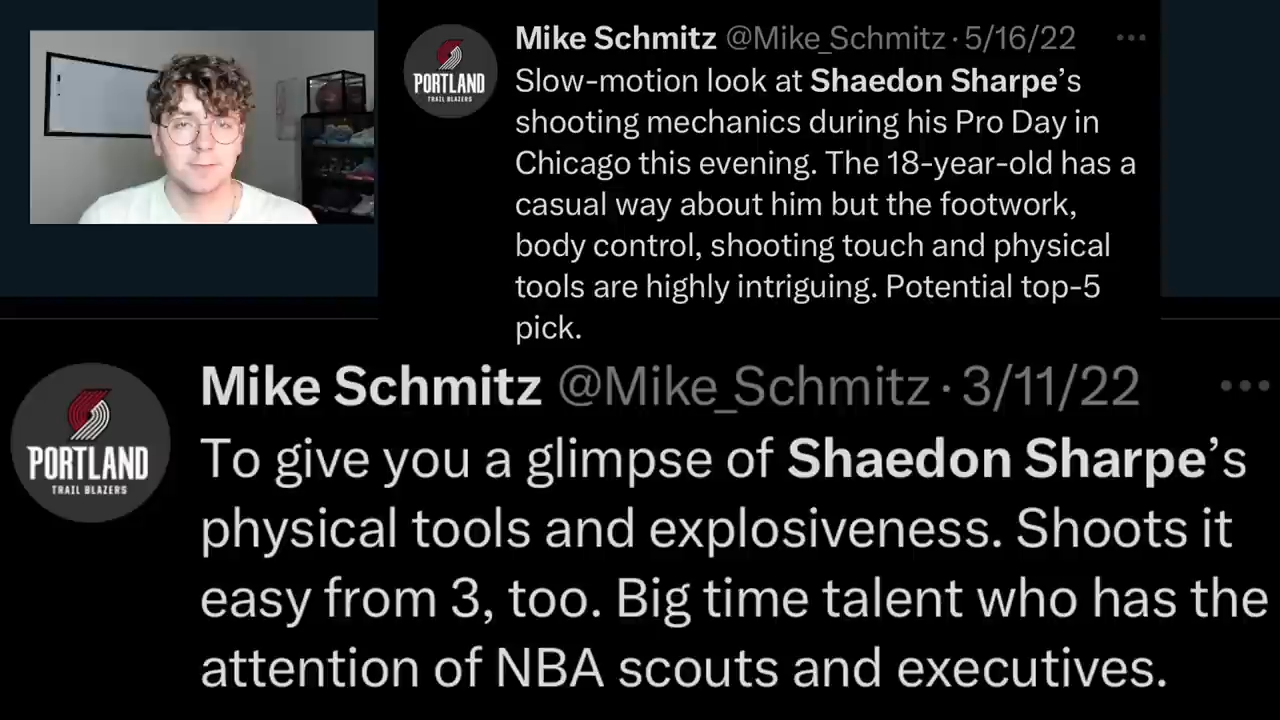 PORTLAND
TRAIL BLAZERS
Mike Schmitz @Mike_Schmitz · 5/16/22 ...
Slow-motion look at Shaedon Sharpe’s
shooting mechanics during his Pro Day in
Chicago this evening. The 18-year-old has a
casual way about him but the footwork,
body control, shooting touch and physical
tools are highly intriguing. Potential top-5
pick.
PORTLAND
TRAIL BLAZERS
Mike Schmitz @Mike_Schmitz · 3/11/22 ...
To give you a glimpse of Shaedon Sharpe’s
physical tools and explosiveness. Shoots it
easy from 3, too. Big time talent who has the
attention of NBA scouts and executives.